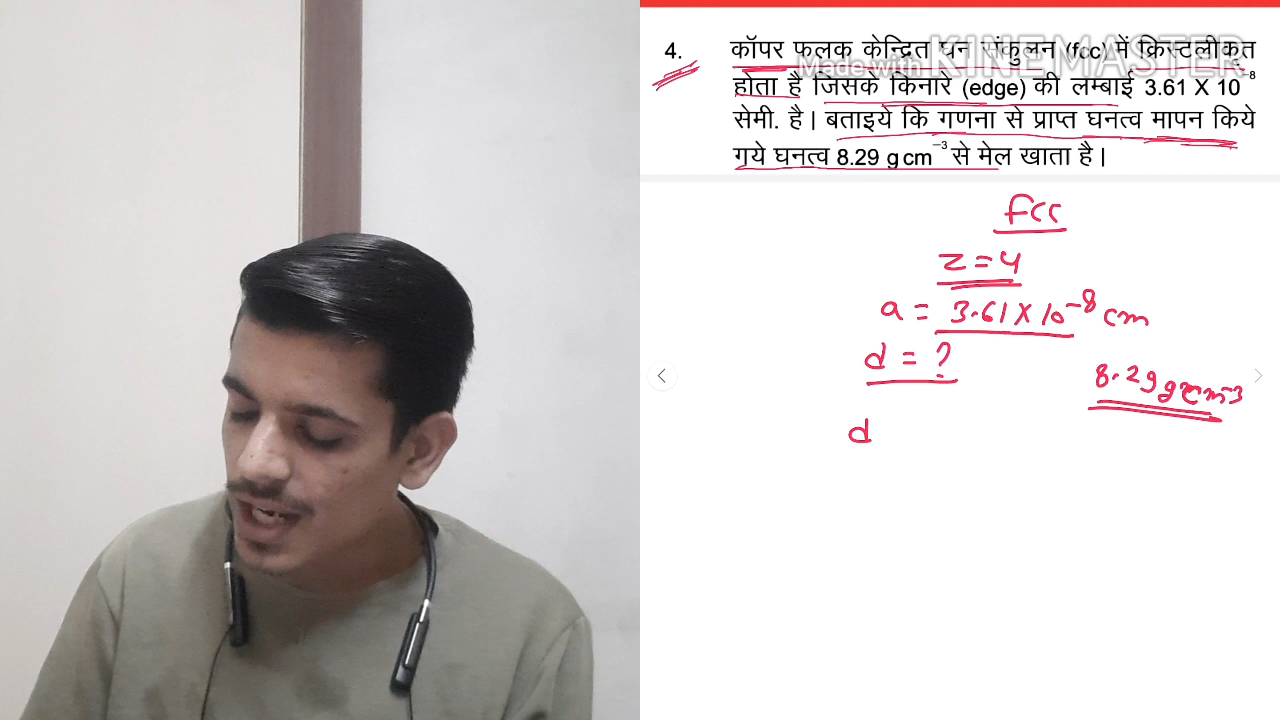 4. कॉपर फलक केन्द्रित घन संकुलन (fcc) में क्रिस्टलीकृत
Made with KINEMASTER
होता है जिसके किनारे (edge) की लम्बाई 3.61 X 10⁻⁸
सेमी. है। बताइये कि गणना से प्राप्त घनत्व मापन किये
गये घनत्व 8.29 g cm⁻³ से मेल खाता है।
fcc
z = 4
a = 3.61 X 10⁻⁸ cm
d = ?
8.29 g cm⁻³
d